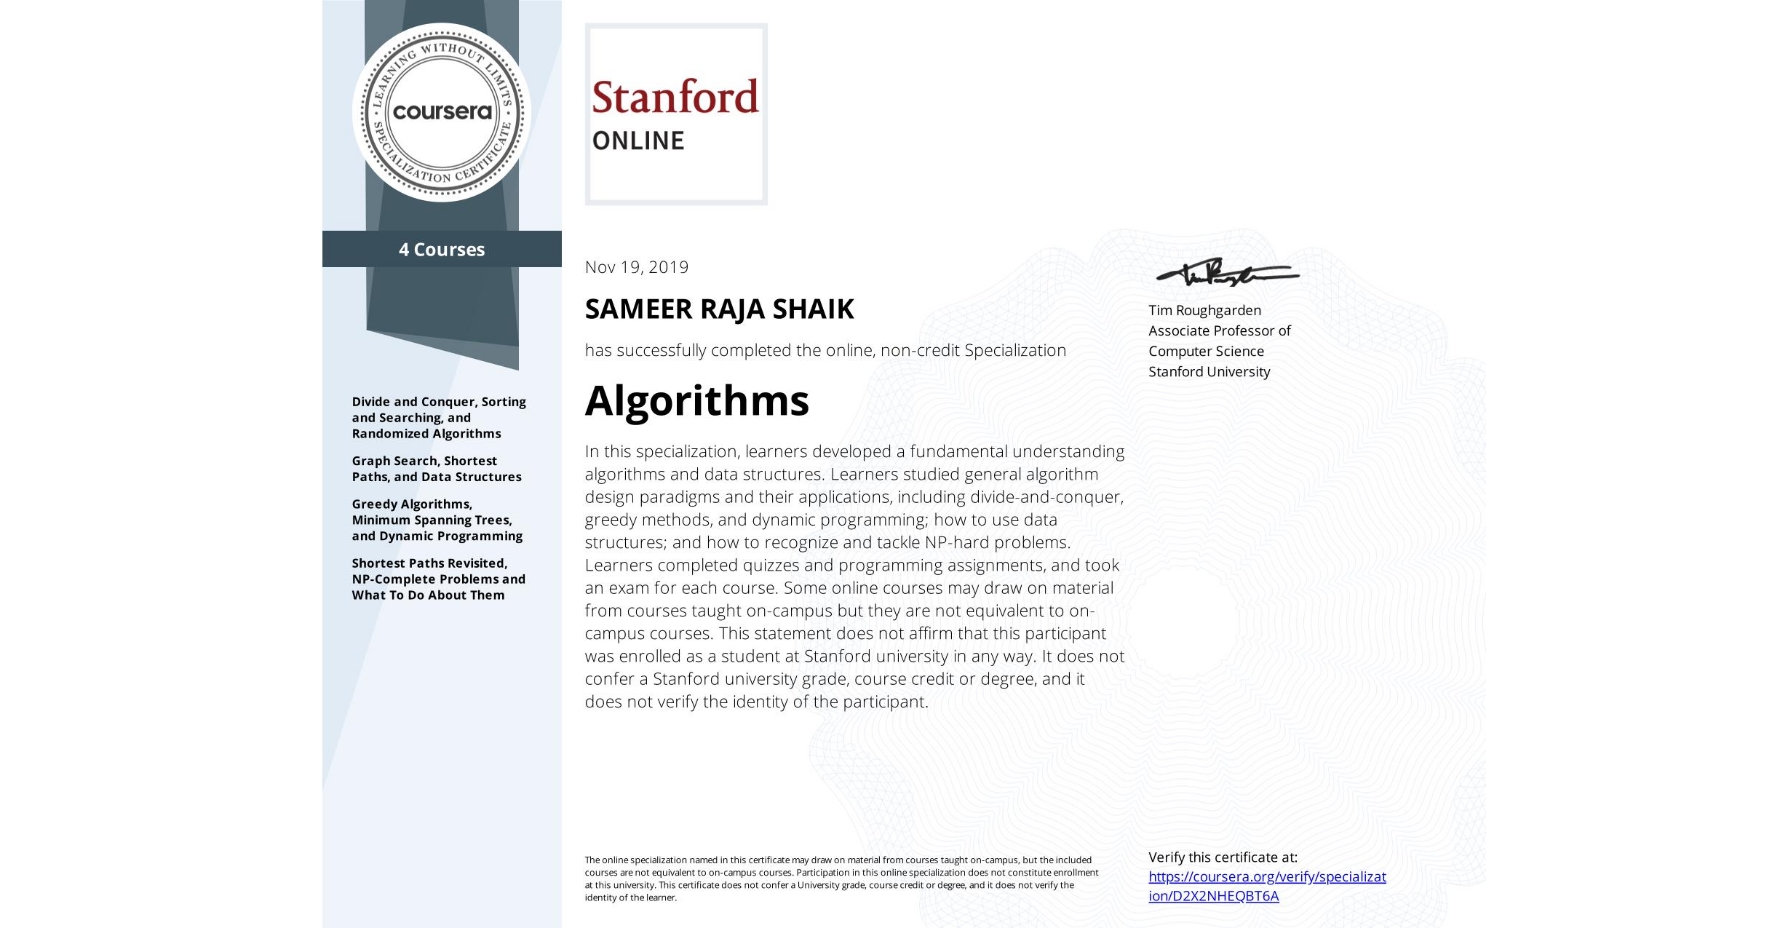 LEARNING WITHOUT LIMITS
coursera
SPECIALIZATION CERTIFICATE
4 Courses
Divide and Conquer, Sorting
and Searching, and
Randomized Algorithms
Graph Search, Shortest
Paths, and Data Structures
Greedy Algorithms,
Minimum Spanning Trees,
and Dynamic Programming
Shortest Paths Revisited,
NP-Complete Problems and
What To Do About Them
Stanford
ONLINE
Nov 19, 2019
SAMEER RAJA SHAIK
has successfully completed the online, non-credit Specialization
Algorithms
In this specialization, learners developed a fundamental understanding
algorithms and data structures. Learners studied general algorithm
design paradigms and their applications, including divide-and-conquer,
greedy methods, and dynamic programming; how to use data
structures; and how to recognize and tackle NP-hard problems.
Learners completed quizzes and programming assignments, and took
an exam for each course. Some online courses may draw on material
from courses taught on-campus but they are not equivalent to on-
campus courses. This statement does not affirm that this participant
was enrolled as a student at Stanford university in any way. It does not
confer a Stanford university grade, course credit or degree, and it
does not verify the identity of the participant.
Tim Roughgarden
Associate Professor of
Computer Science
Stanford University
The online specialization named in this certificate may draw on material from courses taught on-campus, but the included
courses are not equivalent to on-campus courses. Participation in this online specialization does not constitute enrollment
at this university. This certificate does not confer a University grade, course credit or degree, and it does not verify the
identity of the learner.
Verify this certificate at:
https://coursera.org/verify/specializat
ion/D2X2NHEQBT6A